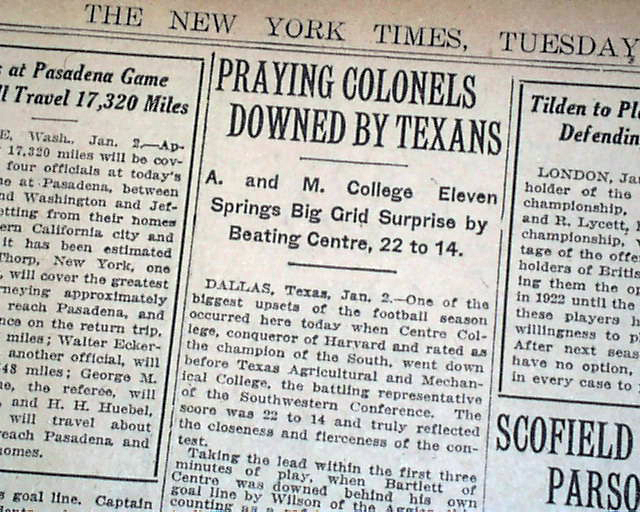 THE NEW YORK TIMES, TUESDAY
at Pasadena Game
Travel 17,320 Miles
Wash., Jan. 2.—Ap-
17,320 miles will be cov-
four officials at today's
at Pasadena, between
Washington and Jef-
from their homes
California city and
it has been estimated
Thorp, New York, one
will cover the greatest
approximately
reach Pasadena, and
on the return trip.
miles; Walter Ecker-
another official, will
miles; George M.
the referee, will
and H. H. Huebel,
will travel about
Pasadena and
goal line. Captain
PRAYING COLONELS
DOWNED BY TEXANS
A. and M. College Eleven
Springs Big Grid Surprise by
Beating Centre, 22 to 14.
DALLAS, Texas, Jan. 2.—One of the
biggest upsets of the football season
occurred here today when Centre Col-
lege, conqueror of Harvard and rated as
the champion of the South, went down
before Texas Agricultural and Mechan-
ical College, the battling representative
of the Southwestern Conference. The
score was 22 to 14 and truly reflected
the closeness and fierceness of the con-
test.
Taking the lead within the first three
minutes of play, when Bartlett of
Centre was downed behind his own
goal line by Wilson of the
counting as a
Tilden to
LONDON,
holder of the
championship,
and R. Lycett,
championship,
tage of the
holders of
ing them the
in 1922 until the
these players
willingness to
After next
have no option,
in every case to
SCOFIELD